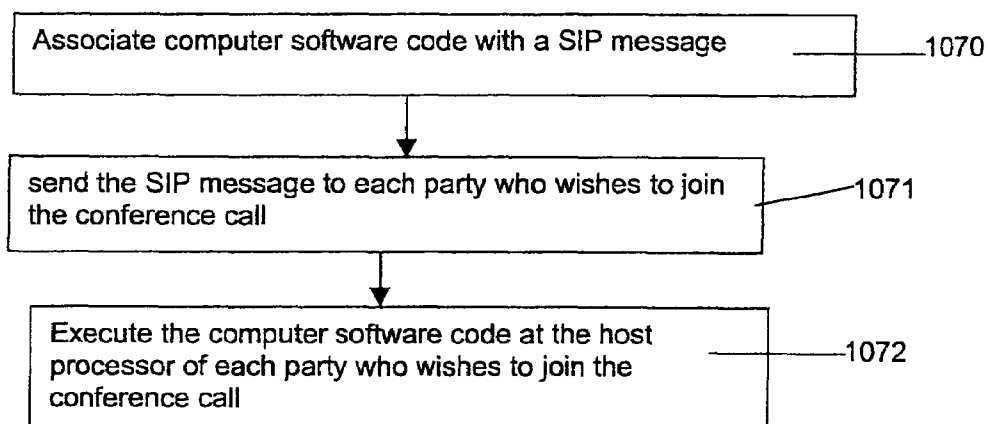 Associate computer software code with a SIP message
1070
send the SIP message to each party who wishes to join
the conference call
1071
Execute the computer software code at the host
processor of each party who wishes to join the
conference call
1072